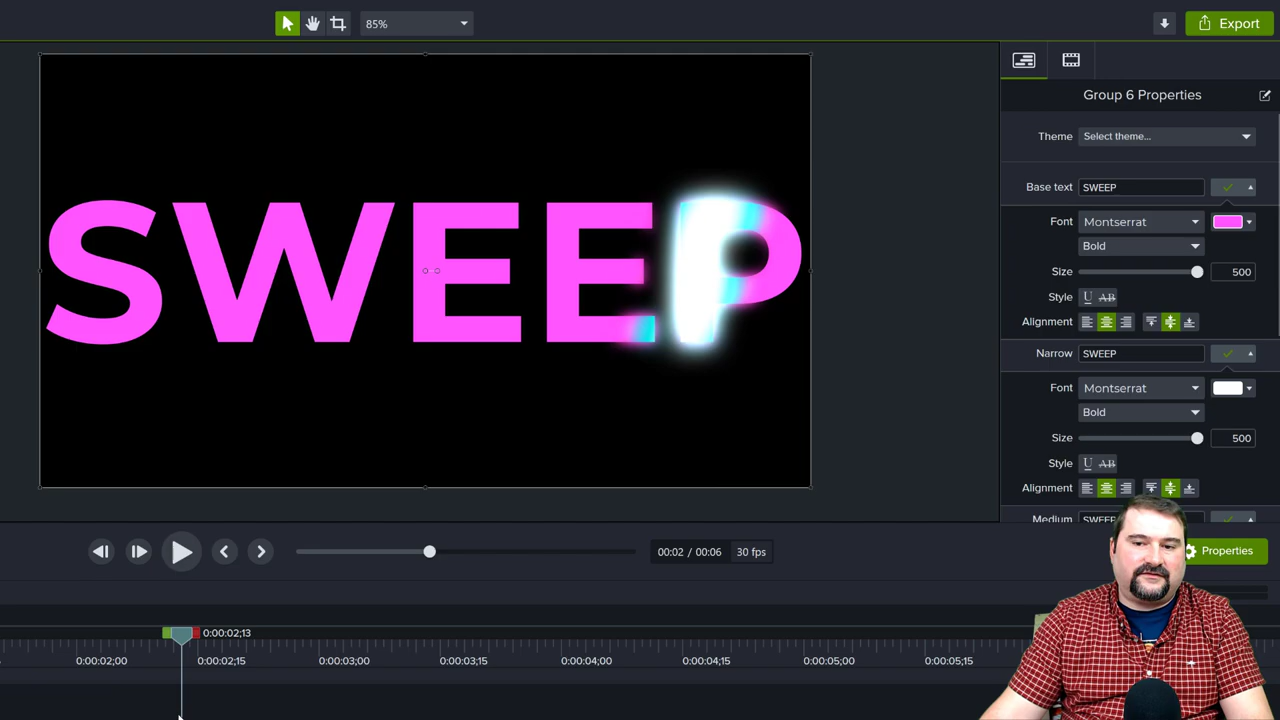 85%
Export
Group 6 Properties
Theme Select theme...
Base text SWEEP
Font Montserrat
Bold
Size 500
Style U AB
Alignment
Narrow SWEEP
Font Montserrat
Bold
Size 500
Style U AB
Alignment
Medium SWEEP
SWEEP
00:02 / 00:06 30 fps
Properties
0:00:02;13
0:00:02;00 0:00:02;15 0:00:03;00 0:00:03;15 0:00:04;00 0:00:04;15 0:00:05;00 0:00:05;15